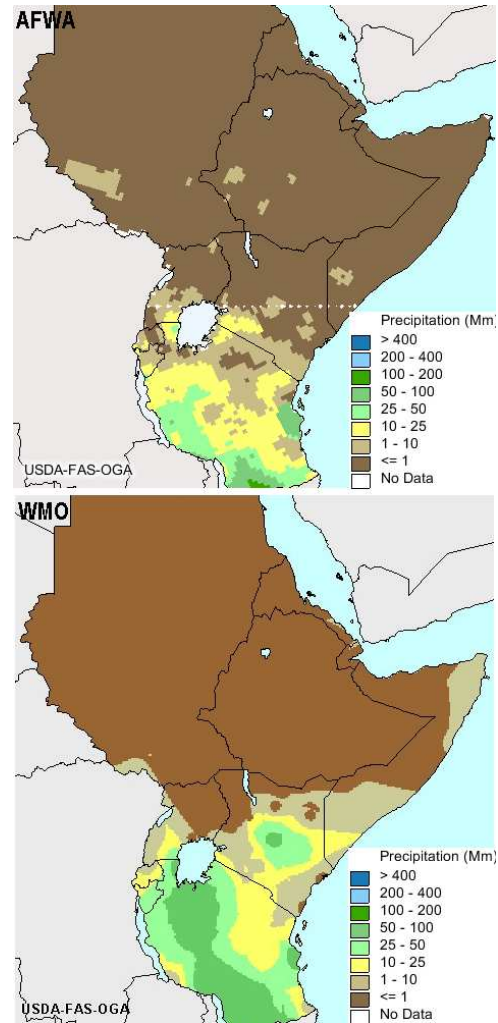 AFWA
Precipitation (Mm)
> 400
200 - 400
100 - 200
50 - 100
25 - 50
10 - 25
1 - 10
<= 1
No Data
USDA-FAS-OGA
WMO
Precipitation (Mm)
> 400
200 - 400
100 - 200
50 - 100
25 - 50
10 - 25
1 - 10
<= 1
No Data
USDA-FAS-OGA